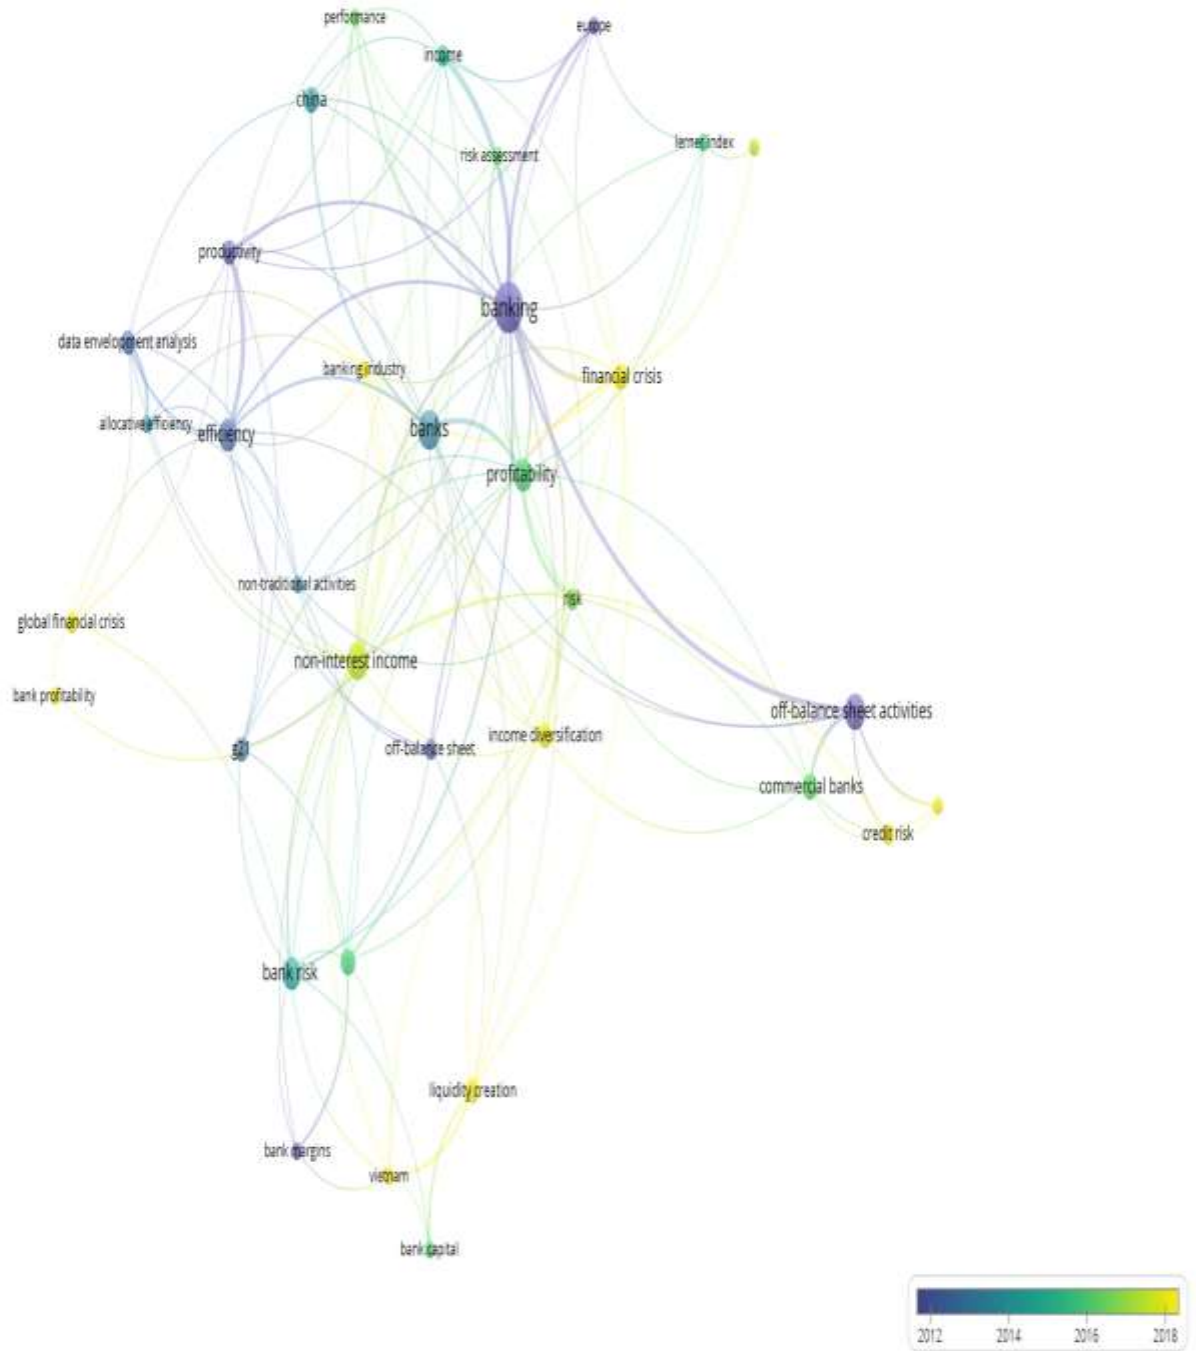 performance
europe
income
china
lerner index
risk assessment
productivity
banking
data envelopment analysis
banking industry
financial crisis
allocative efficiency
efficiency
banks
profitability
non-traditional activities
risk
global financial crisis
non-interest income
bank profitability
off-balance sheet activities
g21
off-balance sheet
income diversification
commercial banks
credit risk
bank risk
liquidity creation
bank margins
vietnam
bank capital
2012
2014
2016
2018